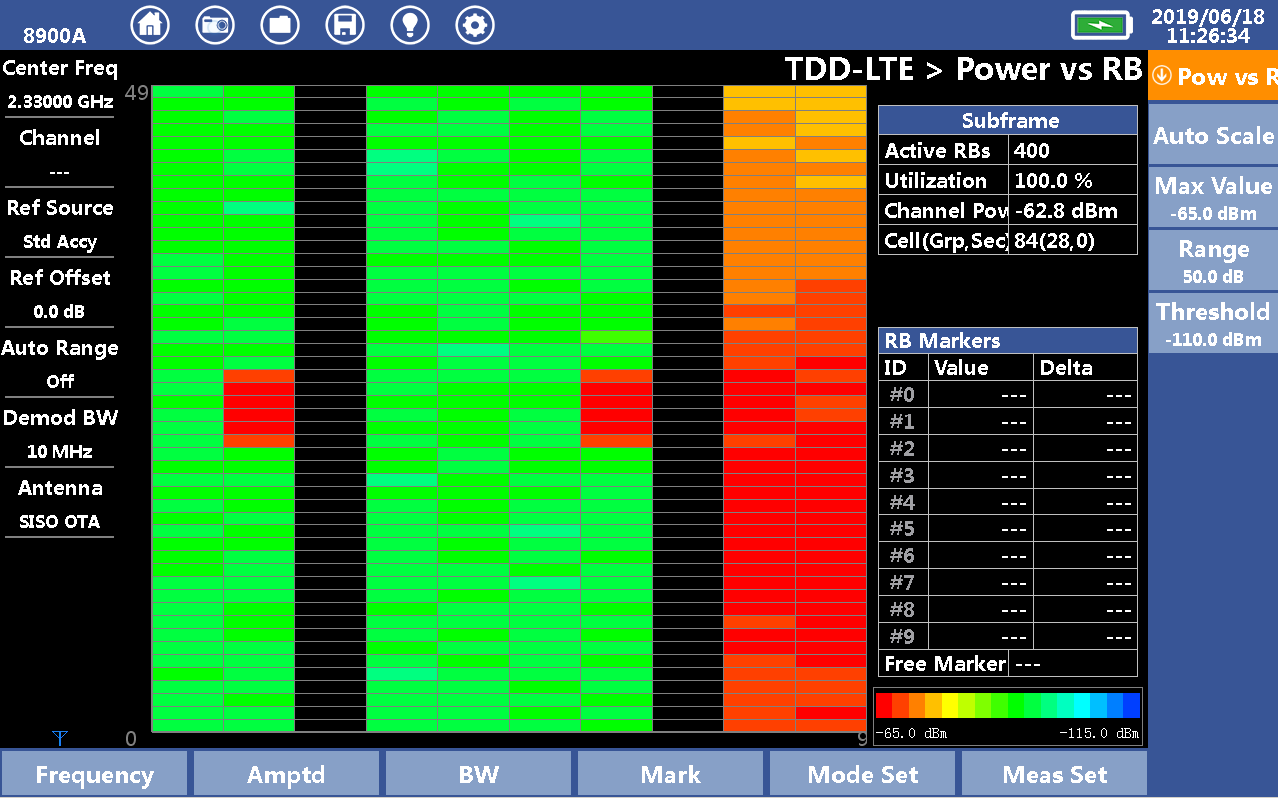 8900A
2019/06/18
11:26:34
Center Freq
2.33000 GHz
Channel
---
Ref Source
Std Accy
Ref Offset
0.0 dB
Auto Range
Off
Demod BW
10 MHz
Antenna
SISO OTA
TDD-LTE > Power vs RB
49
0
9
Subframe
Active RBs 400
Utilization 100.0 %
Channel Pow -62.8 dBm
Cell(Grp,Sec) 84(28,0)
RB Markers
ID Value Delta
#0 --- ---
#1 --- ---
#2 --- ---
#3 --- ---
#4 --- ---
#5 --- ---
#6 --- ---
#7 --- ---
#8 --- ---
#9 --- ---
Free Marker ---
-65.0 dBm -115.0 dBm
Pow vs R
Auto Scale
Max Value
-65.0 dBm
Range
50.0 dB
Threshold
-110.0 dBm
Frequency Amptd BW Mark Mode Set Meas Set